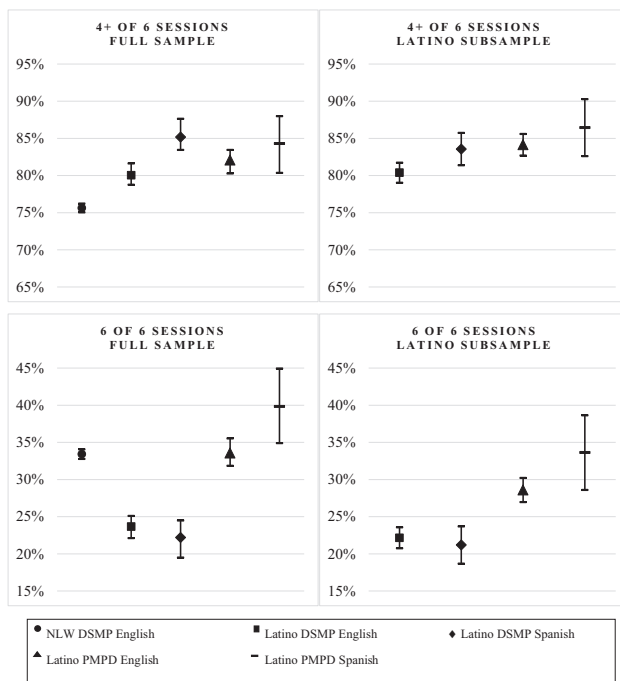 4+ OF 6 SESSIONS
FULL SAMPLE
95%
90%
85%
80%
75%
70%
65%
4+ OF 6 SESSIONS
LATINO SUBSAMPLE
95%
90%
85%
80%
75%
70%
65%
6 OF 6 SESSIONS
FULL SAMPLE
45%
40%
35%
30%
25%
20%
15%
6 OF 6 SESSIONS
LATINO SUBSAMPLE
45%
40%
35%
30%
25%
20%
15%
NLW DSMP English
Latino DSMP English
Latino DSMP Spanish
Latino PMPD English
Latino PMPD Spanish